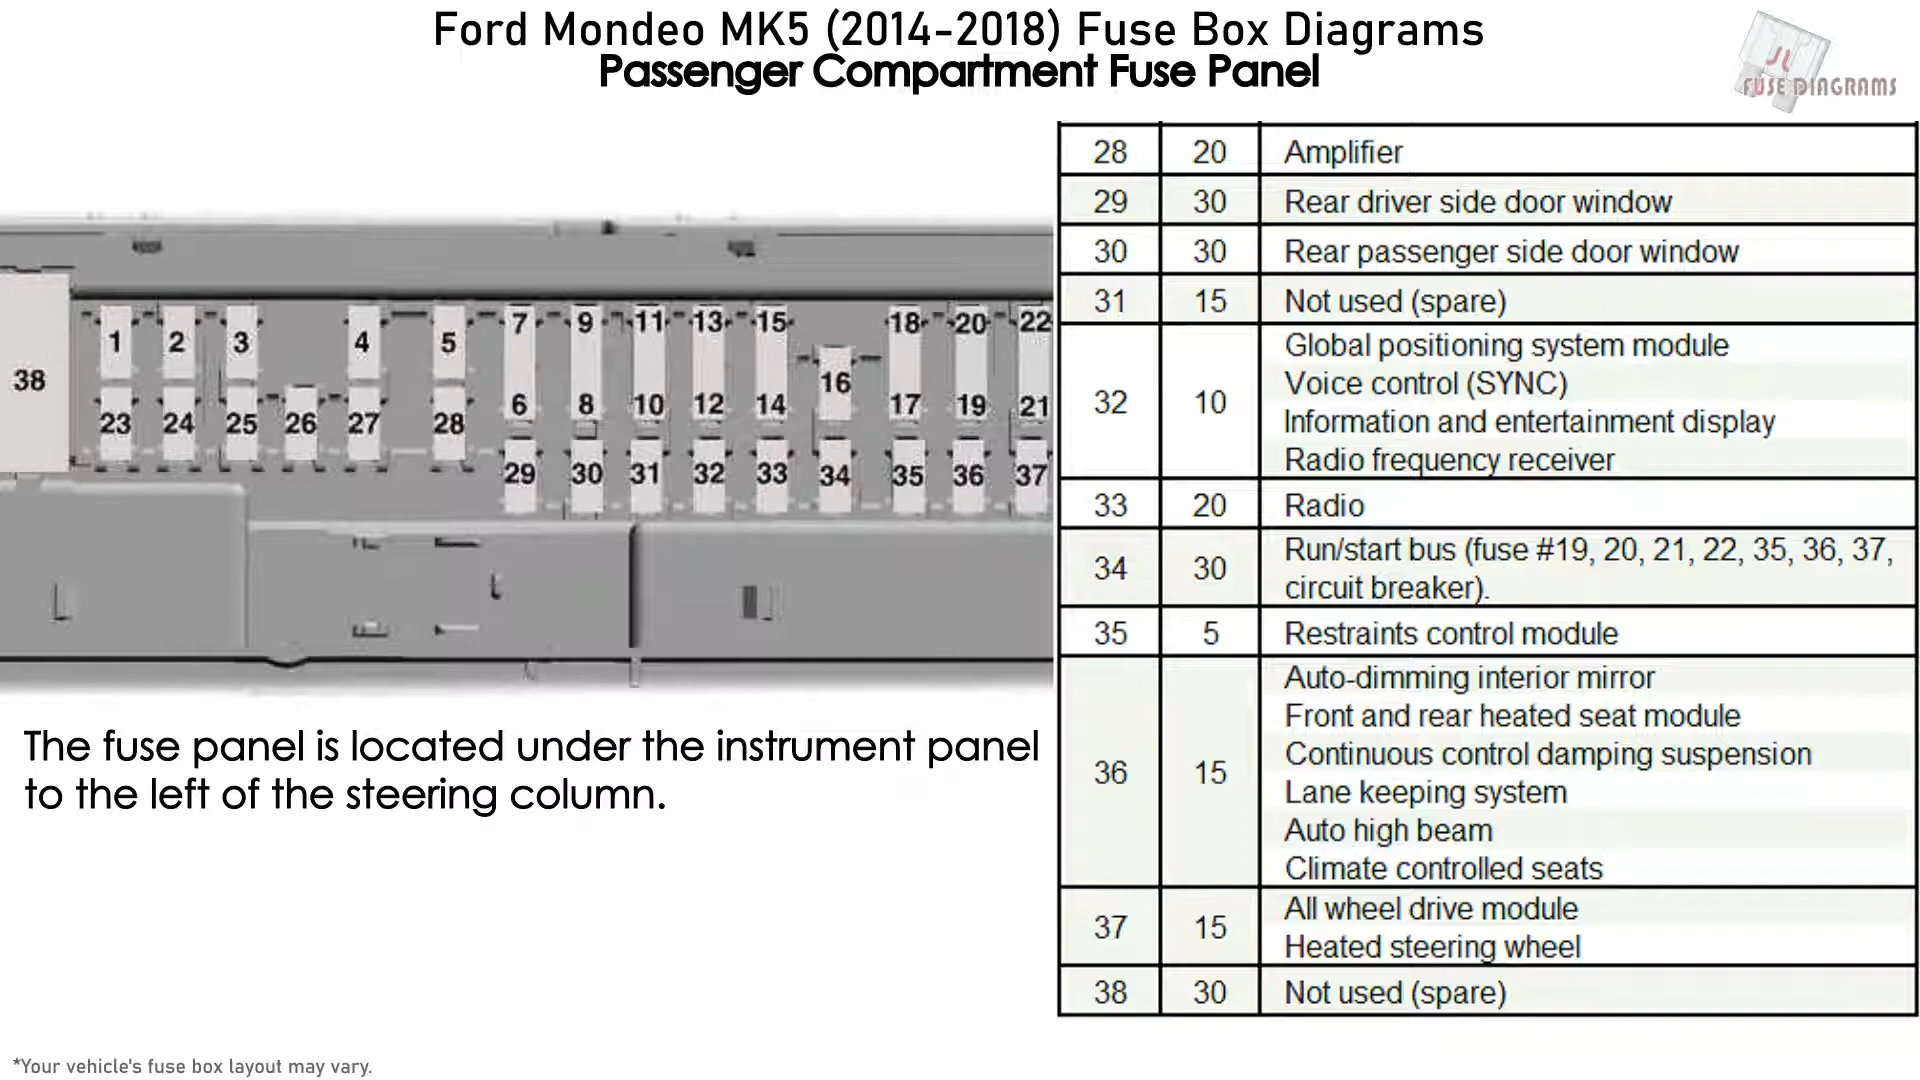 Ford Mondeo MK5 (2014-2018) Fuse Box Diagrams
Passenger Compartment Fuse Panel
JL
FUSE DIAGRAMS
38
1 2 3 4 5 7 9 11 13 15 18 20 22
16
6 8 10 12 14 17 19 21
23 24 25 26 27 28
29 30 31 32 33 34 35 36 37
The fuse panel is located under the instrument panel
to the left of the steering column.
28 20 Amplifier
29 30 Rear driver side door window
30 30 Rear passenger side door window
31 15 Not used (spare)
32 10 Global positioning system module
Voice control (SYNC)
Information and entertainment display
Radio frequency receiver
33 20 Radio
34 30 Run/start bus (fuse #19, 20, 21, 22, 35, 36, 37,
circuit breaker).
35 5 Restraints control module
36 15 Auto-dimming interior mirror
Front and rear heated seat module
Continuous control damping suspension
Lane keeping system
Auto high beam
Climate controlled seats
37 15 All wheel drive module
Heated steering wheel
38 30 Not used (spare)
*Your vehicle's fuse box layout may vary.